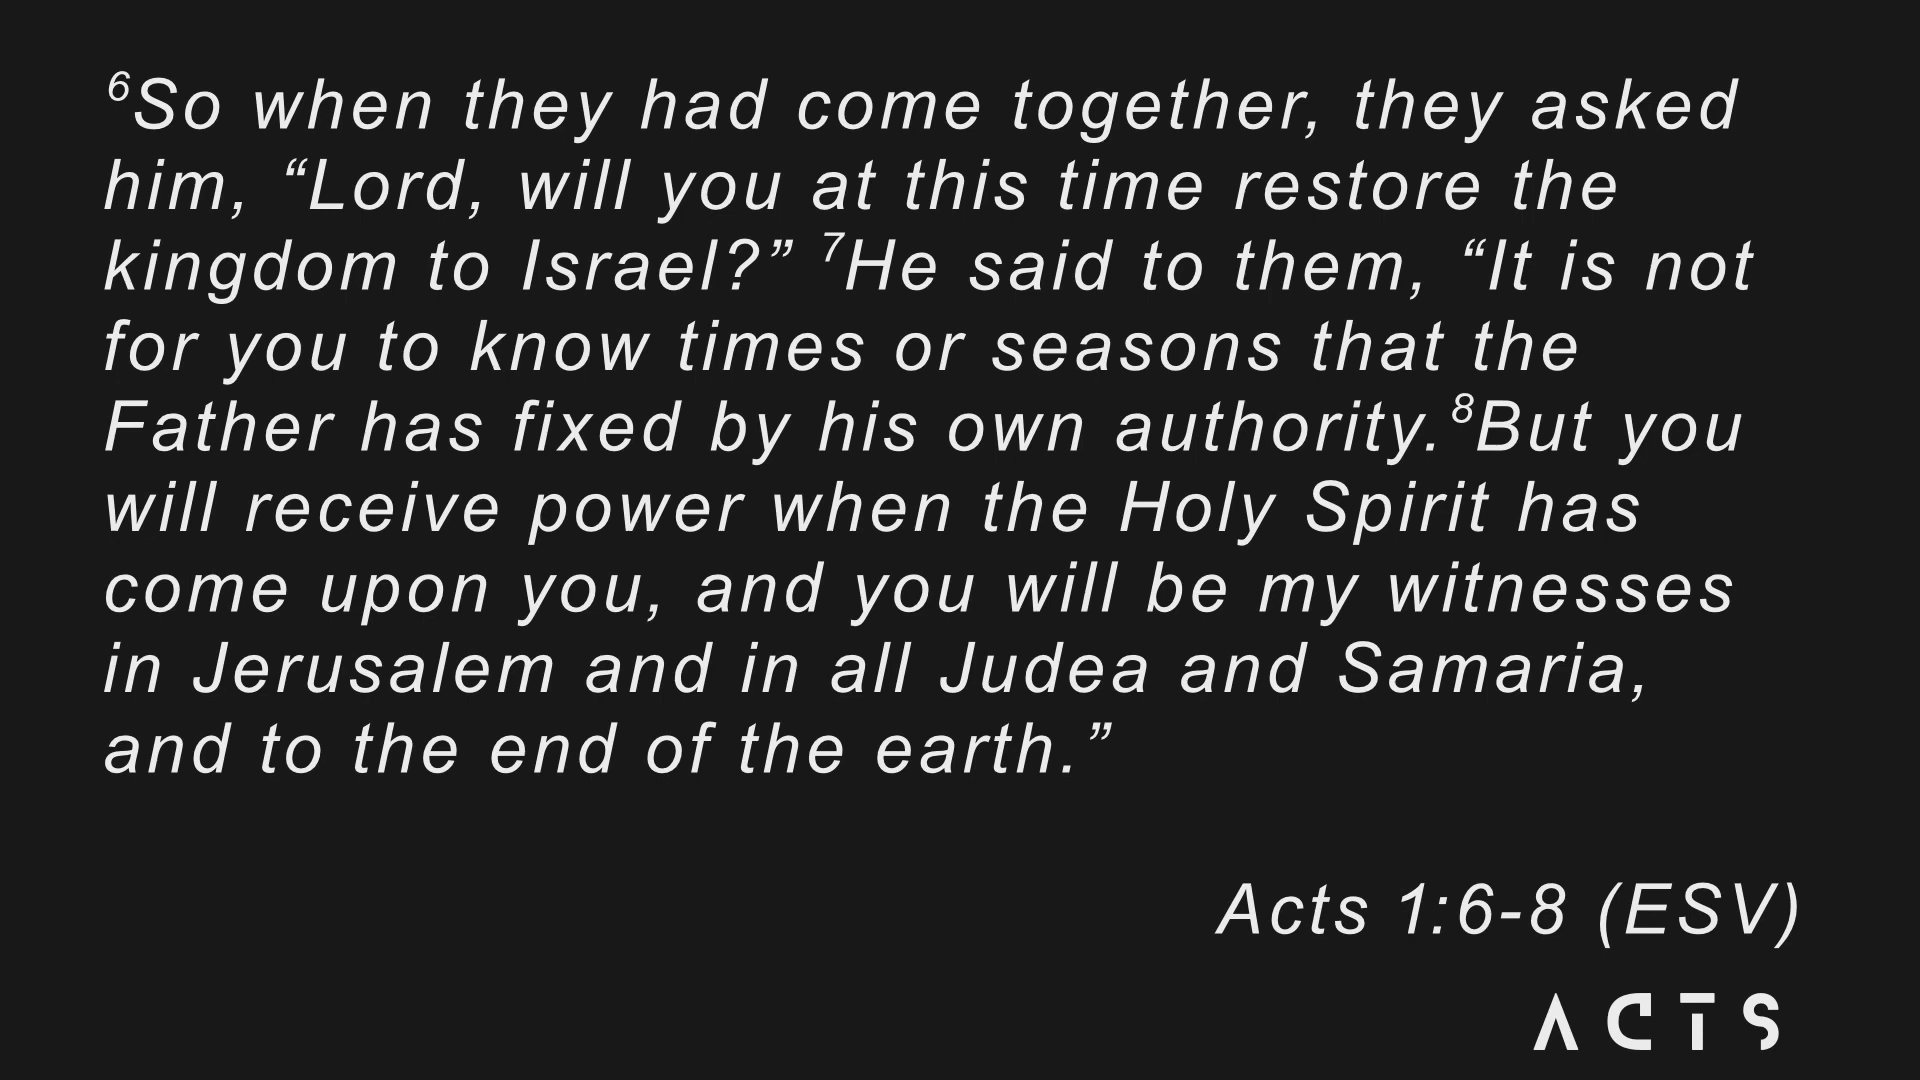 ⁶So when they had come together, they asked
him, “Lord, will you at this time restore the
kingdom to Israel?” ⁷He said to them, “It is not
for you to know times or seasons that the
Father has fixed by his own authority.⁸But you
will receive power when the Holy Spirit has
come upon you, and you will be my witnesses
in Jerusalem and in all Judea and Samaria,
and to the end of the earth.”
Acts 1:6-8 (ESV)
ACTS